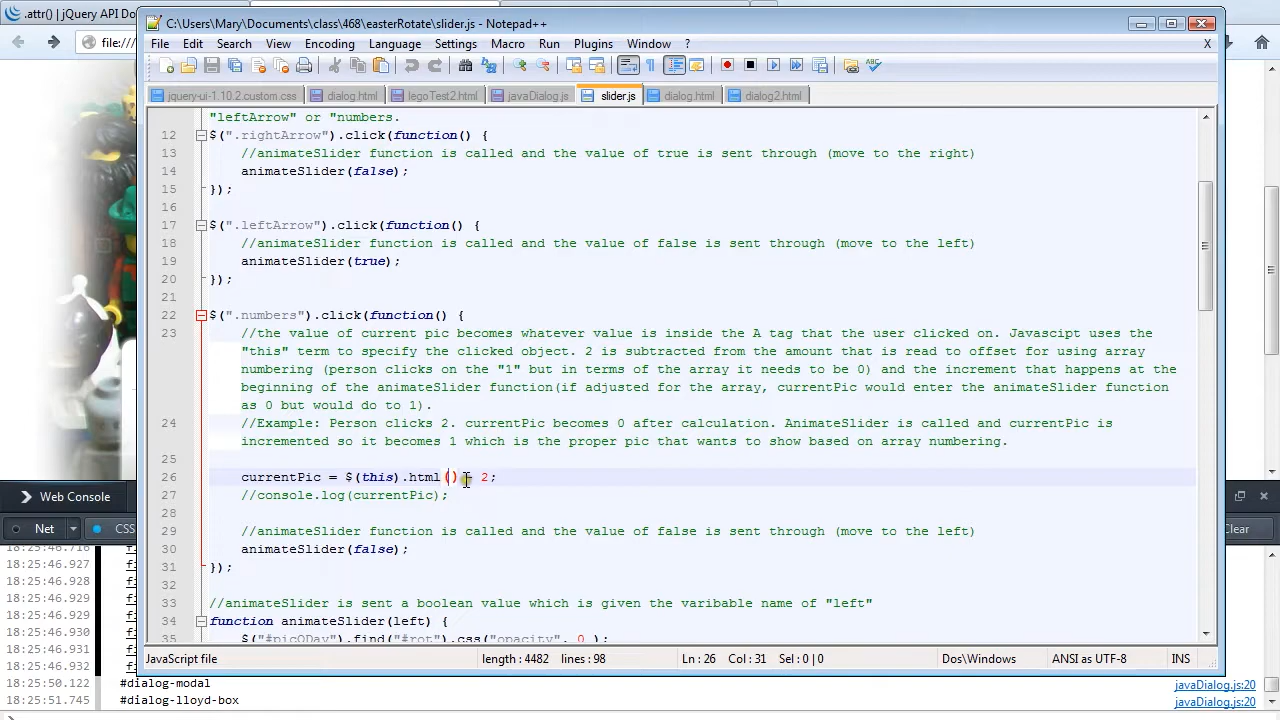 .attr() | jQuery API Do
C:\Users\Mary\Documents\class\468\easterRotate\slider.js - Notepad++
file:///
File Edit Search View Encoding Language Settings Macro Run Plugins Window ? X
jquery-ui-1.10.2.custom.css dialog.html legoTest2.html javaDialog.js slider.js dialog.html dialog2.html
"leftArrow" or "numbers.
12 $(".rightArrow").click(function() {
13 //animateSlider function is called and the value of true is sent through (move to the right)
14 animateSlider(false);
15 });
16
17 $(".leftArrow").click(function() {
18 //animateSlider function is called and the value of false is sent through (move to the left)
19 animateSlider(true);
20 });
21
22 $(".numbers").click(function() {
23 //the value of current pic becomes whatever value is inside the A tag that the user clicked on. Javascipt uses the
"this" term to specify the clicked object. 2 is subtracted from the amount that is read to offset for using array
numbering (person clicks on the "1" but in terms of the array it needs to be 0) and the increment that happens at the
beginning of the animateSlider function(if adjusted for the array, currentPic would enter the animateSlider function
as 0 but would do to 1).
24 //Example: Person clicks 2. currentPic becomes 0 after calculation. AnimateSlider is called and currentPic is
incremented so it becomes 1 which is the proper pic that wants to show based on array numbering.
25
26 currentPic = $(this).html() 2;
27 //console.log(currentPic);
28
29 //animateSlider function is called and the value of false is sent through (move to the left)
30 animateSlider(false);
31 });
32
33 //animateSlider is sent a boolean value which is given the varibable name of "left"
34 function animateSlider(left) {
35 $("#picODay").find("#rot").css("opacity", 0 );
Web Console
Net CSS Clear
18:25:46.716
18:25:46.927
18:25:46.928
18:25:46.929
18:25:46.929
18:25:46.930
18:25:46.931
18:25:46.932
JavaScript file length : 4482 lines : 98 Ln : 26 Col : 31 Sel : 0 | 0 Dos\Windows ANSI as UTF-8 INS
18:25:50.122 #dialog-modal javaDialog.js:20
18:25:51.745 #dialog-lloyd-box javaDialog.js:20